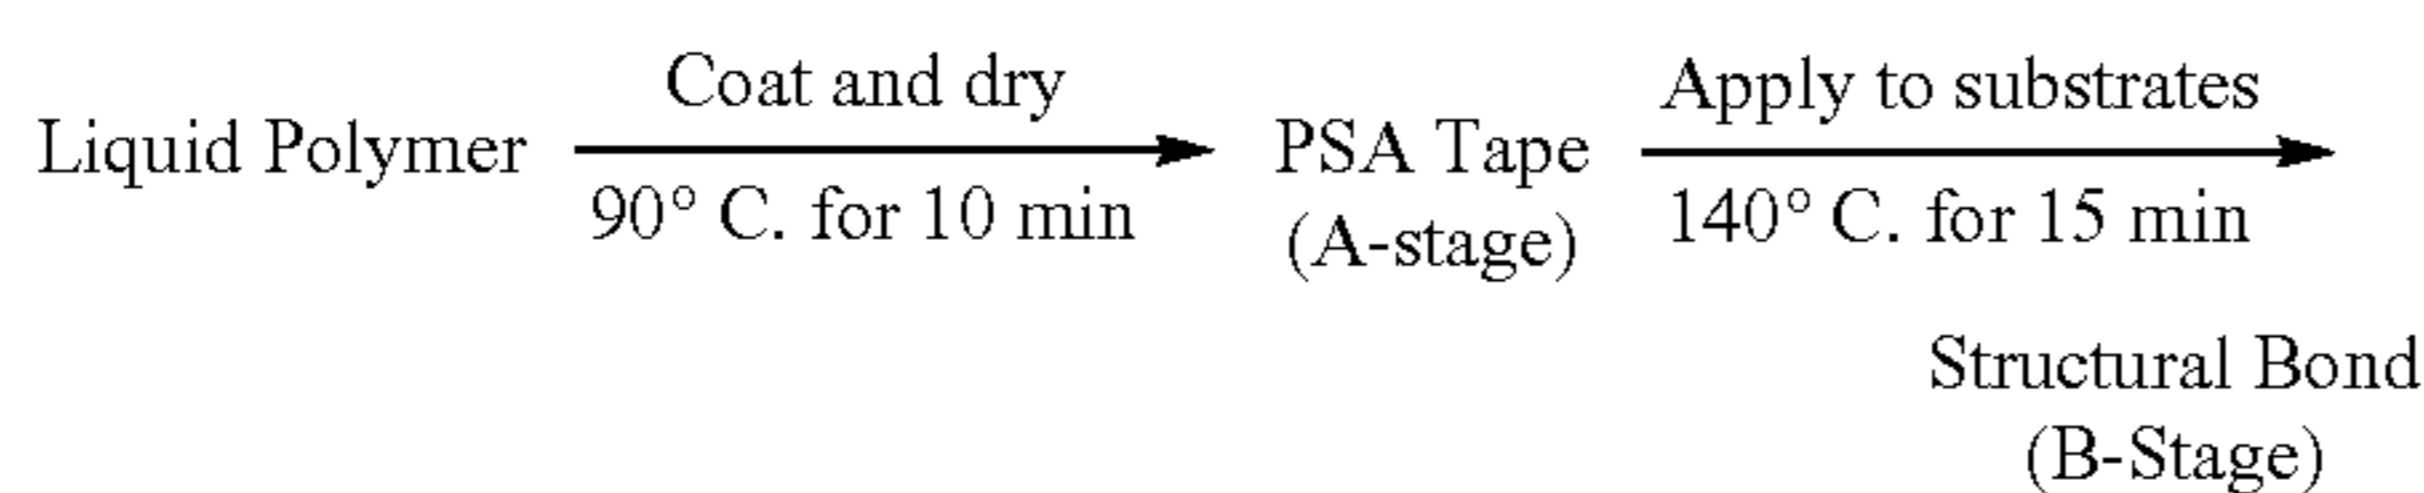 Coat and dry
Apply to substrates
Liquid Polymer
PSA Tape
90° C. for 10 min
140° C. for 15 min
(A-stage)
Structural Bond
(B-Stage)